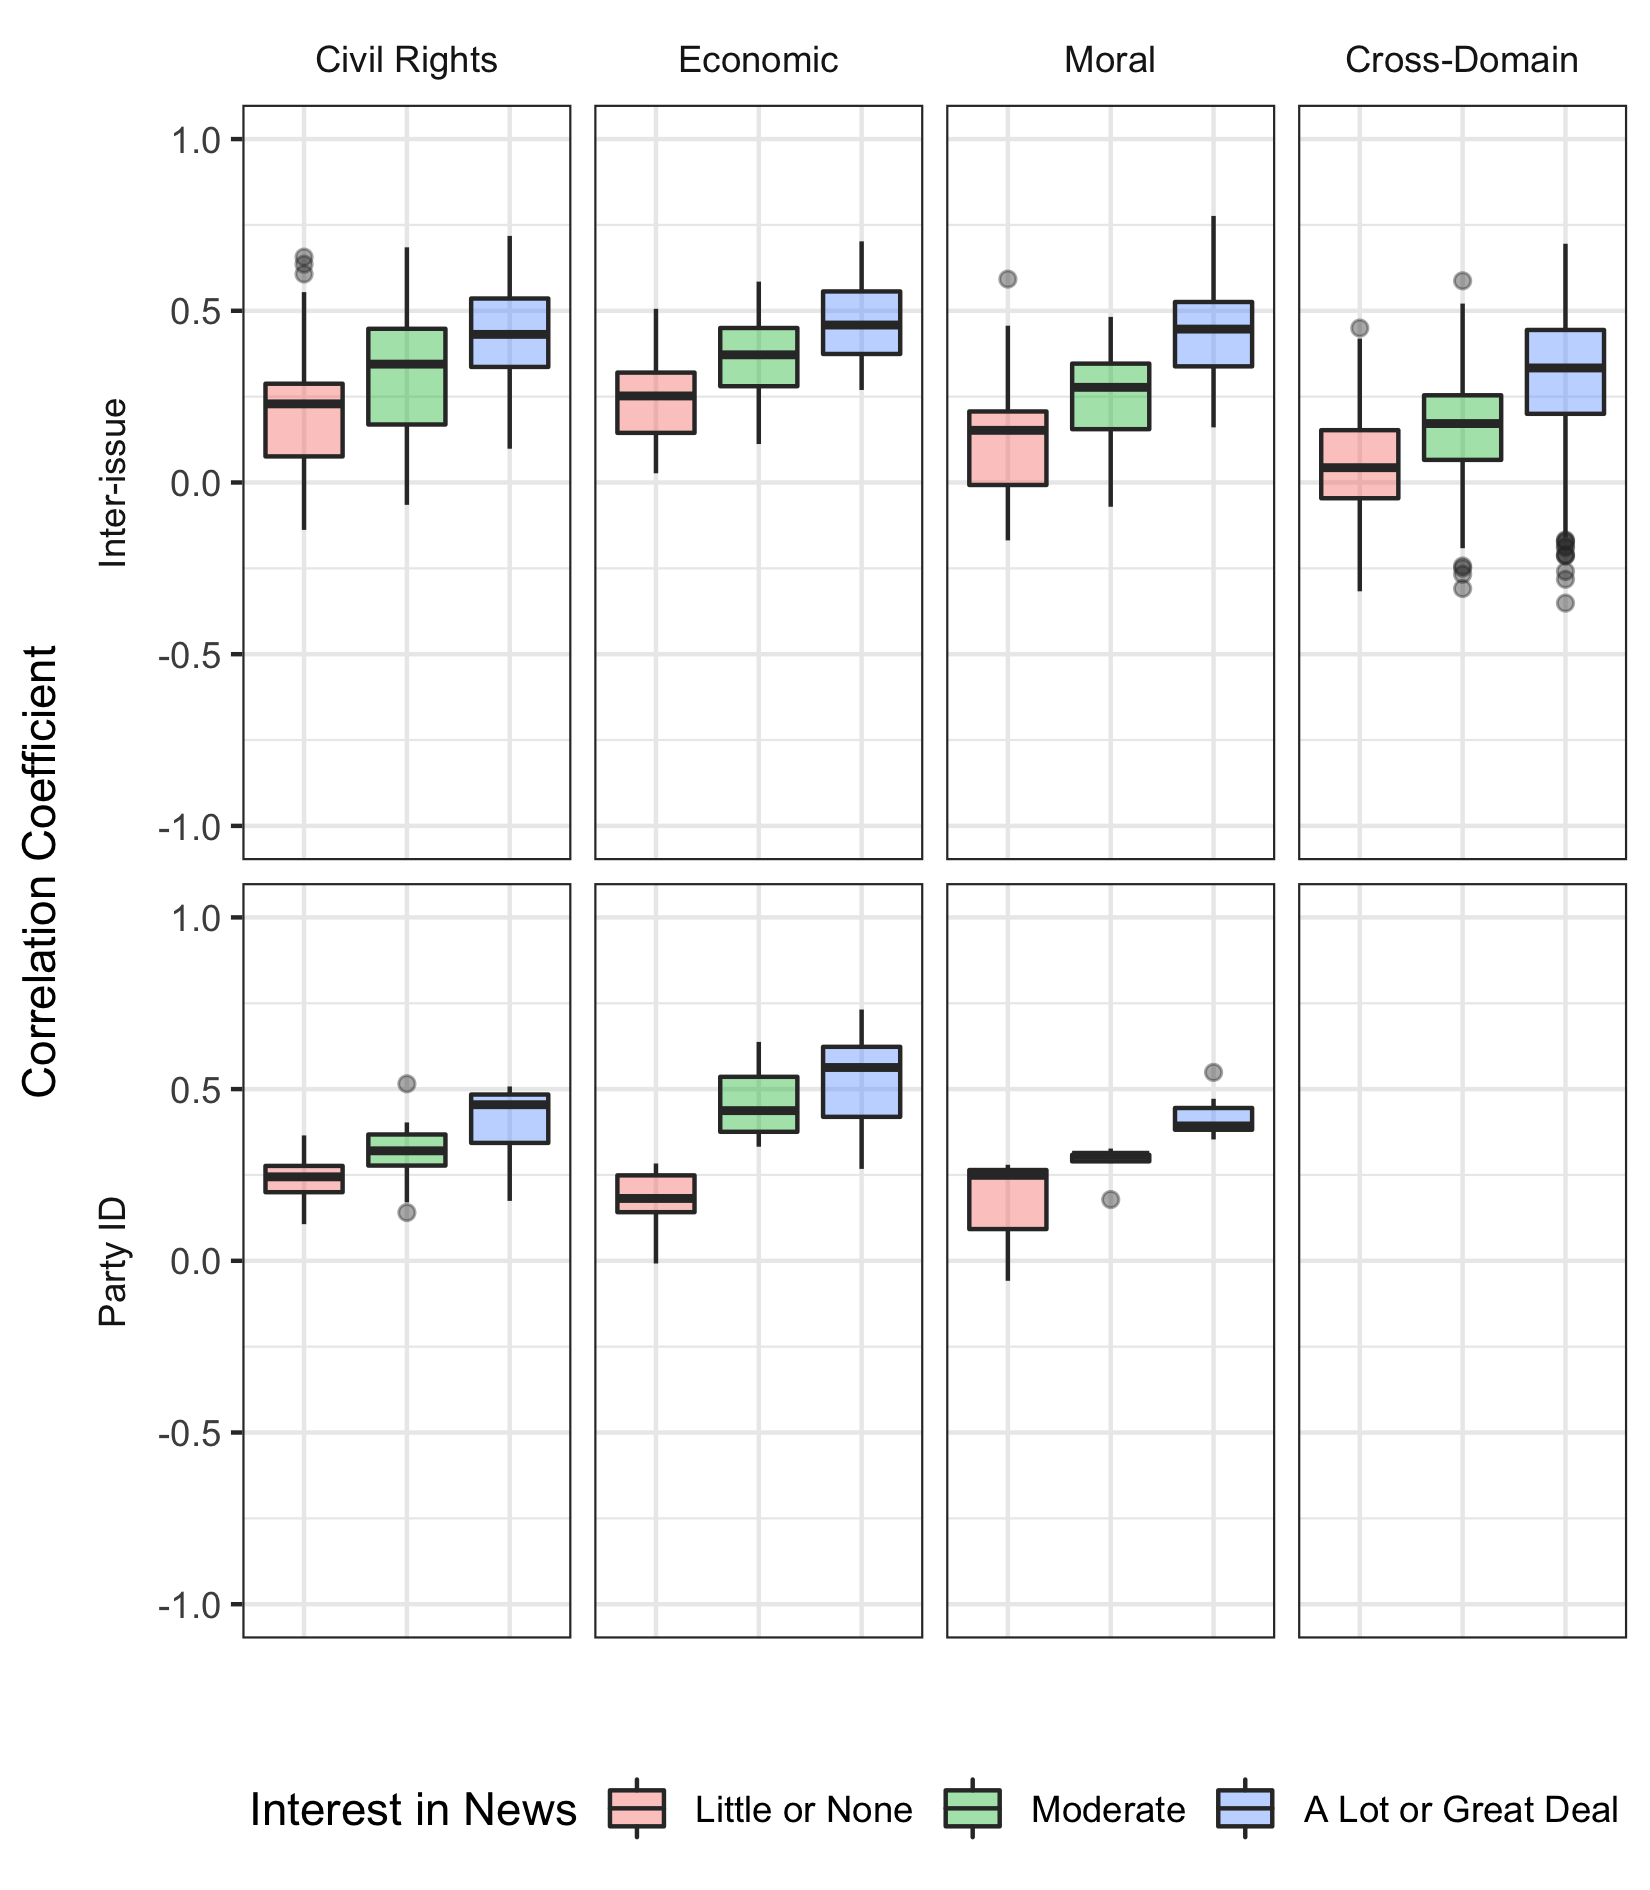 Civil Rights Economic Moral Cross-Domain
Correlation Coefficient
Inter-issue
1.0
0.5
0.0
-0.5
-1.0
Party ID
1.0
0.5
0.0
-0.5
-1.0
Interest in News Little or None Moderate A Lot or Great Deal